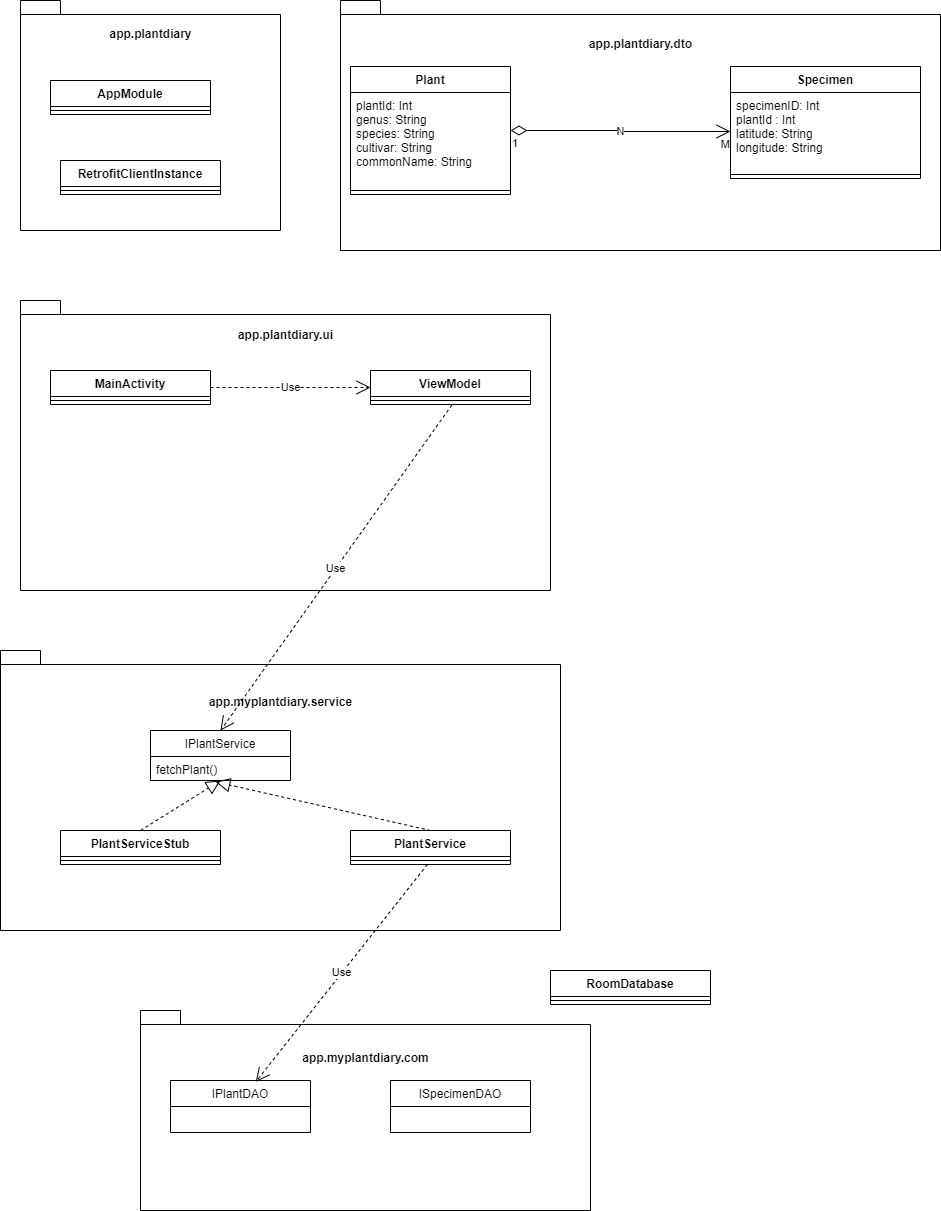 app.plantdiary
AppModule
RetrofitClientInstance
app.plantdiary.dto
Plant
plantId: Int
genus: String
species: String
cultivar: String
commonName: String
1
N
M
Specimen
specimenID: Int
plantId : Int
latitude: String
longitude: String
app.plantdiary.ui
MainActivity
Use
ViewModel
Use
app.myplantdiary.service
IPlantService
fetchPlant()
PlantServiceStub
PlantService
Use
RoomDatabase
app.myplantdiary.com
IPlantDAO
ISpecimenDAO